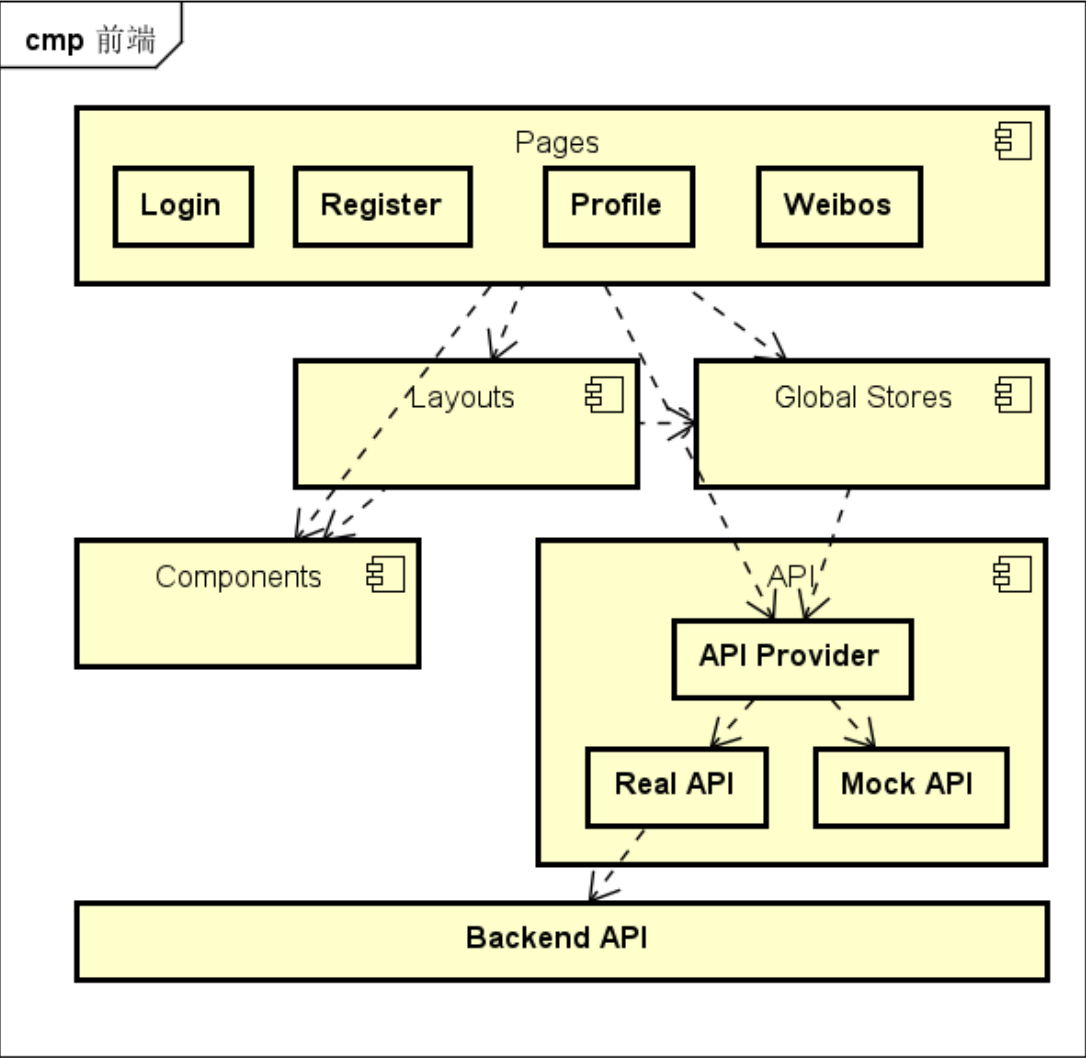 cmp 前端
Pages
Login
Register
Profile
Weibos
Layouts
Global Stores
Components
API
API Provider
Real API
Mock API
Backend API